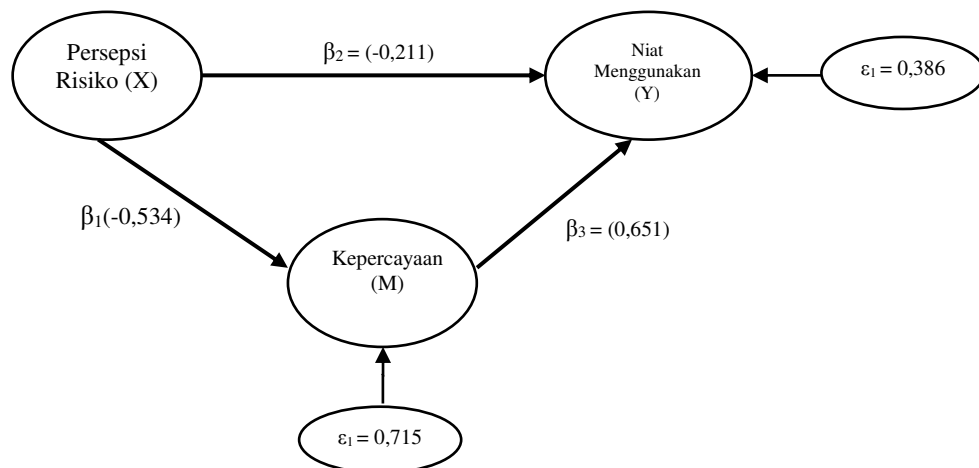 Persepsi
Risiko (X)
β₂ = (-0,211)
Niat
Menggunakan
(Y)
ε₁ = 0,386
β₁(-0,534)
Kepercayaan
(M)
β₃ = (0,651)
ε₁ = 0,715